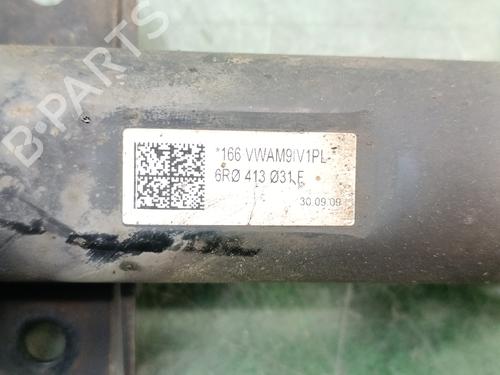 B-Parts
*166 VWAM9IV1PL-
6RØ 413 Ø31 F
30.09.09